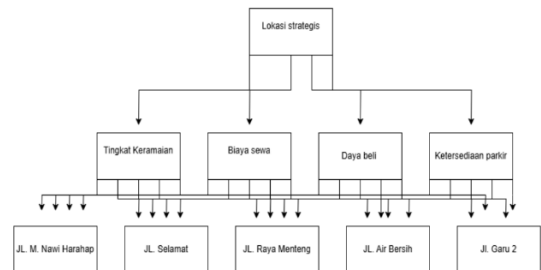 Lokasi strategis
Tingkat Keramaian
Biaya sewa
Daya beli
Ketersediaan parkir
JL. M. Nawi Harahap
JL. Selamat
JL. Raya Menteng
JL. Air Bersih
Jl. Garu 2